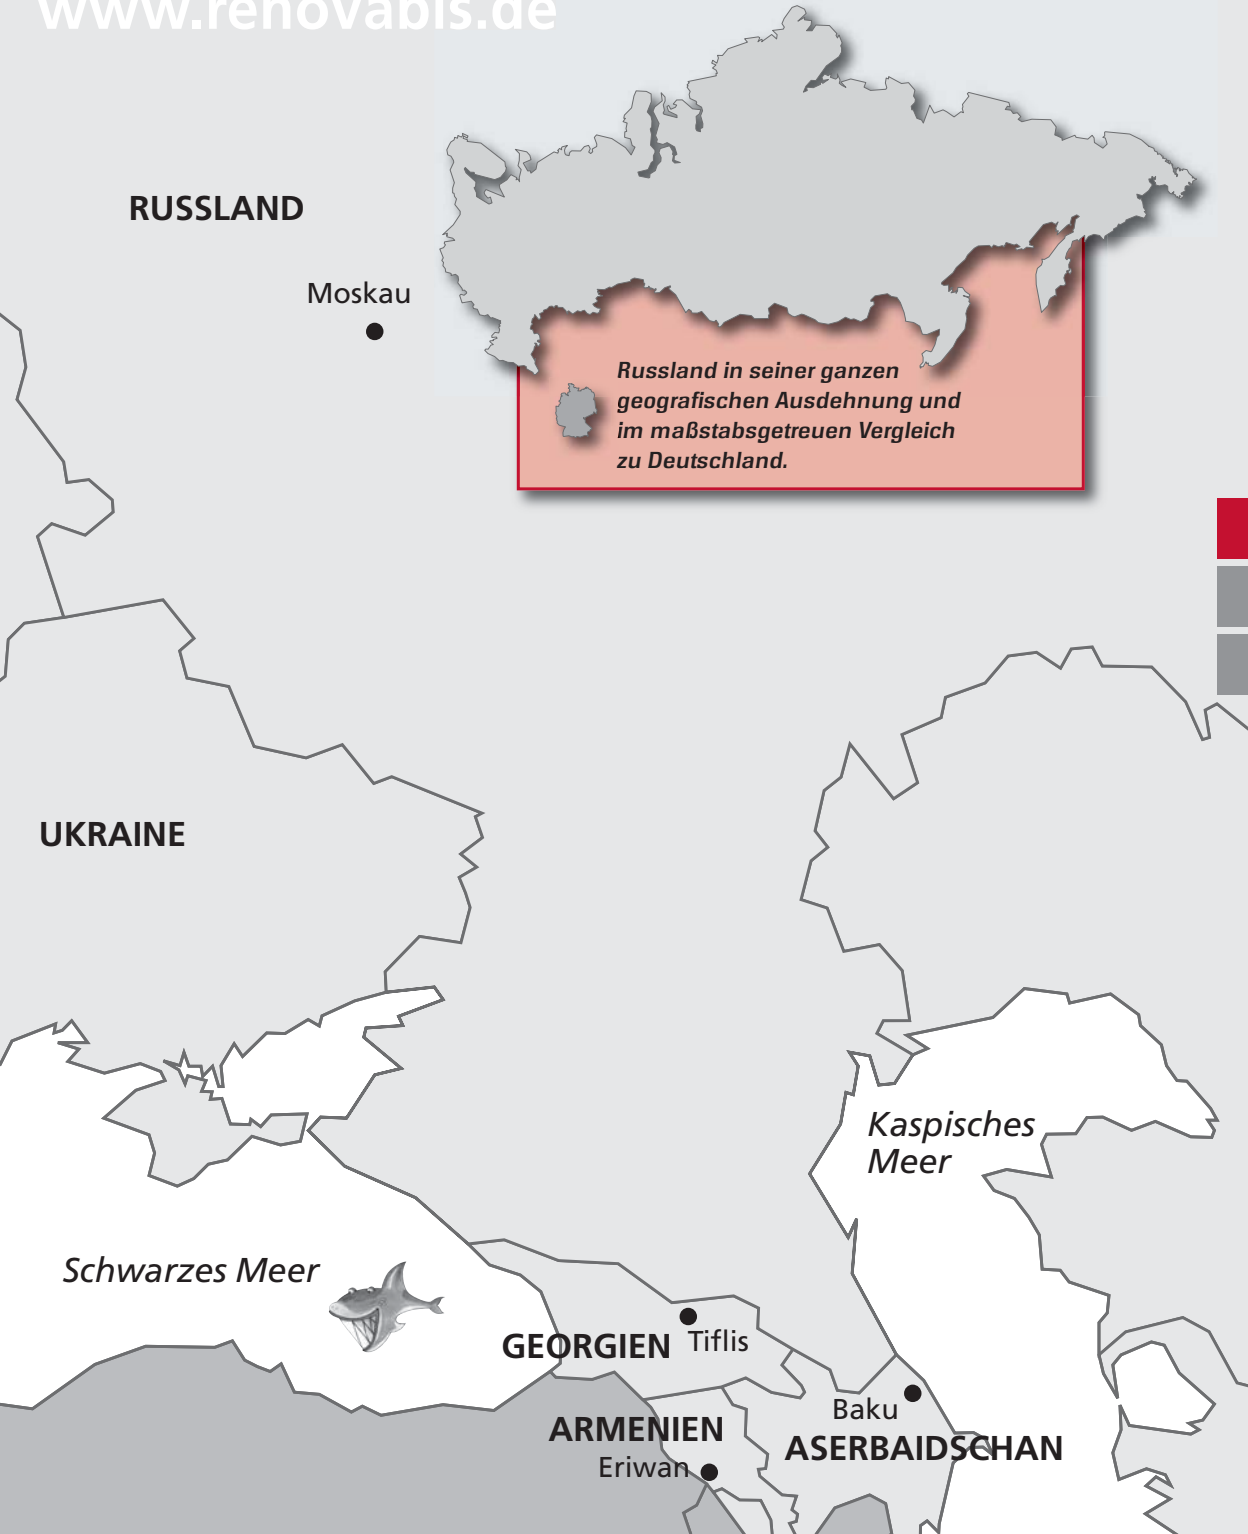 www.renovabis.de
RUSSLAND
Moskau
Russland in seiner ganzen
geografischen Ausdehnung und
im maßstabsgetreuen Vergleich
zu Deutschland.
UKRAINE
Kaspisches
Meer
Schwarzes Meer
GEORGIEN
Tiflis
Baku
ARMENIEN
ASERBAIDSCHAN
Eriwan